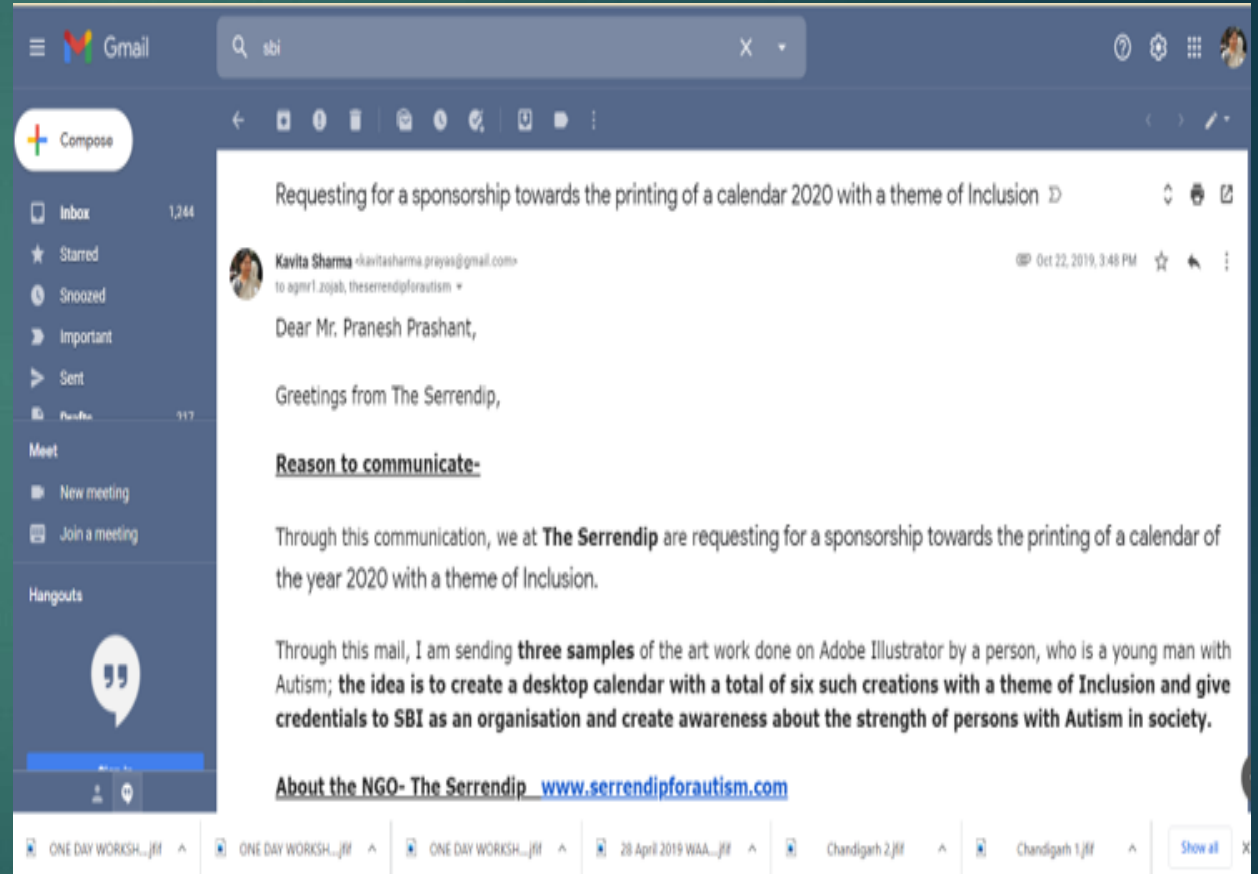 Gmail
sbi
Compose
Inbox 1,244
Starred
Snoozed
Important
Sent
Drafts 217
Meet
New meeting
Join a meeting
Hangouts
Requesting for a sponsorship towards the printing of a calendar 2020 with a theme of Inclusion
Kavita Sharma <kavitasharma.prayas@gmail.com>
Oct 22, 2019, 3:48 PM
to agmr1.zojab, theserrendipforautism
Dear Mr. Pranesh Prashant,
Greetings from The Serrendip,
Reason to communicate-
Through this communication, we at The Serrendip are requesting for a sponsorship towards the printing of a calendar of
the year 2020 with a theme of Inclusion.
Through this mail, I am sending three samples of the art work done on Adobe Illustrator by a person, who is a young man with
Autism; the idea is to create a desktop calendar with a total of six such creations with a theme of Inclusion and give
credentials to SBI as an organisation and create awareness about the strength of persons with Autism in society.
About the NGO- The Serrendip www.serrendipforautism.com
ONE DAY WORKSH....jfif
ONE DAY WORKSH....jfif
ONE DAY WORKSH....jfif
28 April 2019 WAA....jfif
Chandigarh 2.jfif
Chandigarh 1.jfif
Show all